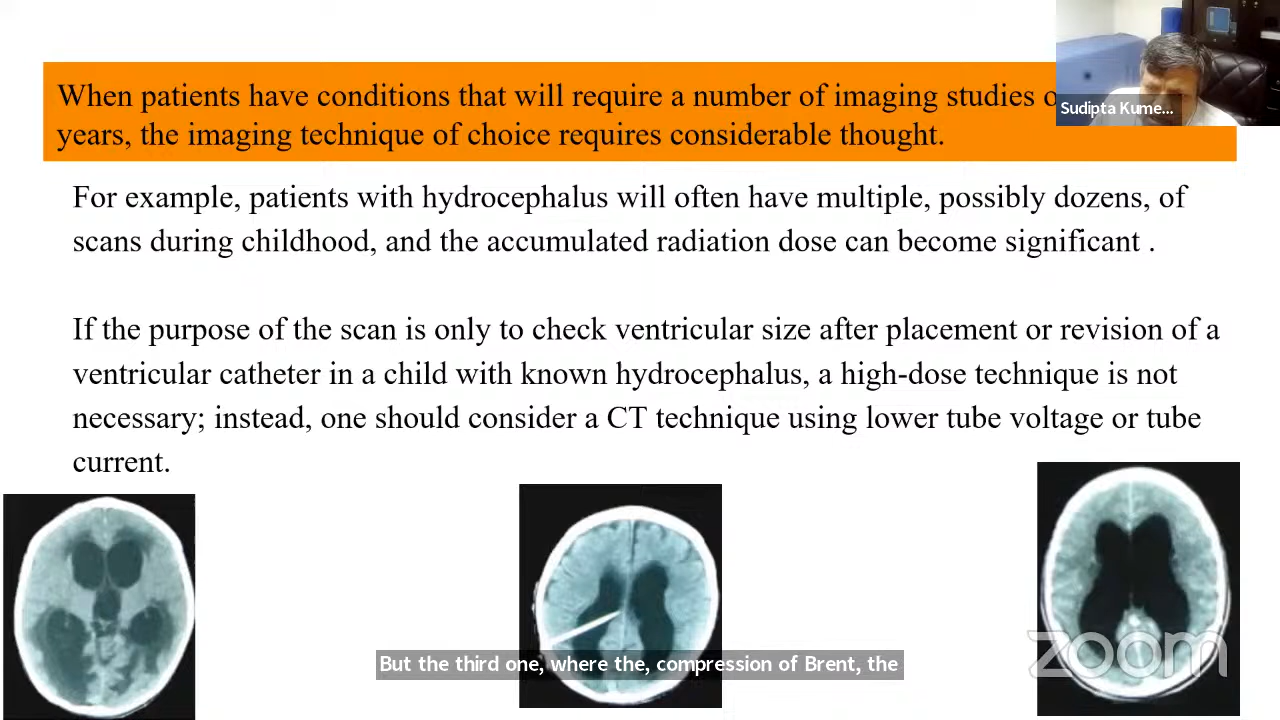 When patients have conditions that will require a number of imaging studies
years, the imaging technique of choice requires considerable thought.
Sudipta Kume...
For example, patients with hydrocephalus will often have multiple, possibly dozens, of
scans during childhood, and the accumulated radiation dose can become significant .
If the purpose of the scan is only to check ventricular size after placement or revision of a
ventricular catheter in a child with known hydrocephalus, a high-dose technique is not
necessary; instead, one should consider a CT technique using lower tube voltage or tube
current.
But the third one, where the, compression of Brent, the
zoom